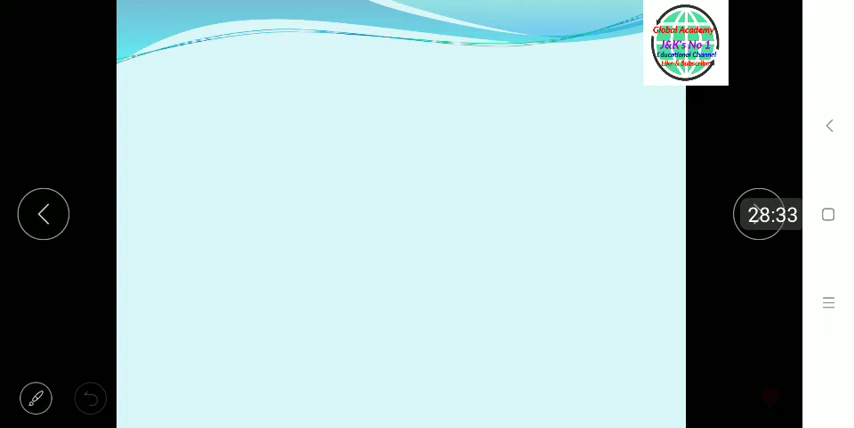 Global Academy
J&K's No 1
Educational Channel
Like & Subscribe
28:33